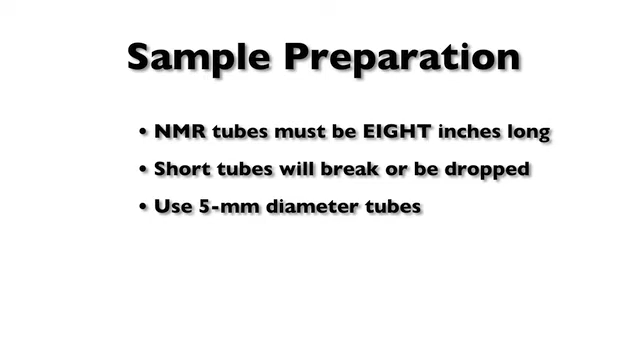 Sample Preparation
• NMR tubes must be EIGHT inches long
• Short tubes will break or be dropped
• Use 5-mm diameter tubes